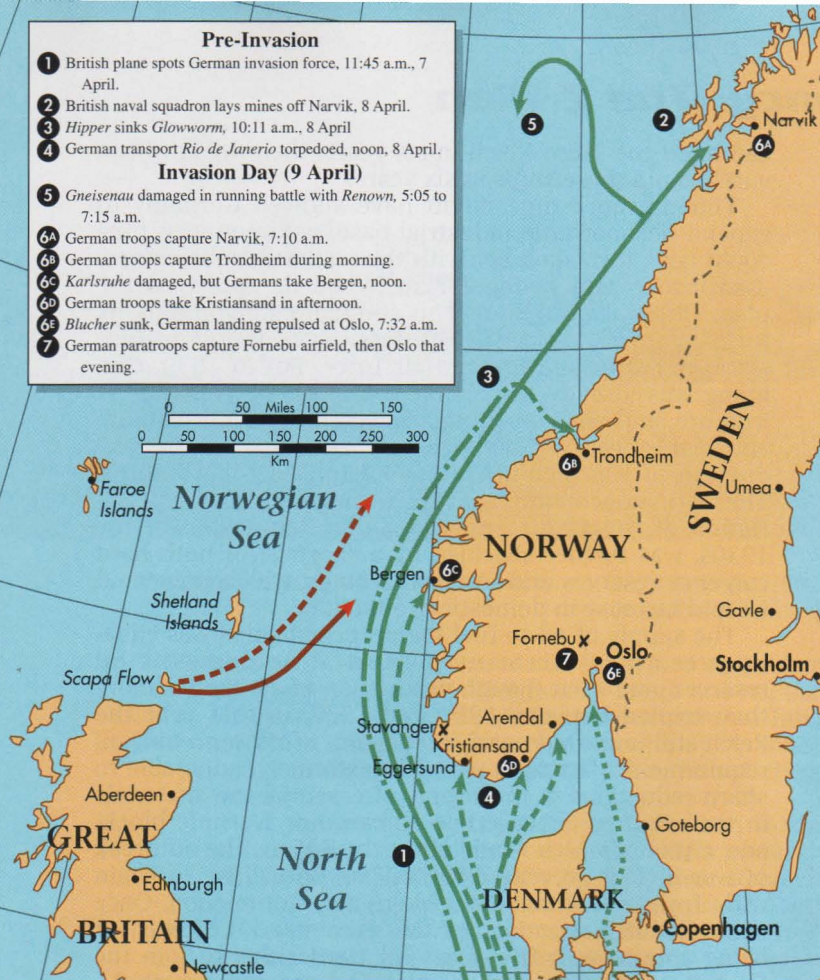 Pre-Invasion
1 British plane spots German invasion force, 11:45 a.m., 7
April.
2 British naval squadron lays mines off Narvik, 8 April.
3 Hipper sinks Glowworm, 10:11 a.m., 8 April
4 German transport Rio de Janerio torpedoed, noon, 8 April.
Invasion Day (9 April)
5 Gneisenau damaged in running battle with Renown, 5:05 to
7:15 a.m.
6A German troops capture Narvik, 7:10 a.m.
6B German troops capture Trondheim during morning.
6C Karlsruhe damaged, but Germans take Bergen, noon.
6D German troops take Kristiansand in afternoon.
6E Blucher sunk, German landing repulsed at Oslo, 7:32 a.m.
7 German paratroops capture Fornebu airfield, then Oslo that
evening.
0 50 Miles 100 150
0 50 100 150 200 250 300
Km
5
2
Narvik
6A
3
6B
Trondheim
SWEDEN
Umea
Faroe
Islands
Norwegian
Sea
NORWAY
Bergen
6C
Shetland
Islands
Gavle
Fornebu
7
Oslo
6E
Stockholm
Scapa Flow
Stavanger
Arendal
Kristiansand
Eggersund
6D
4
Aberdeen
Goteborg
GREAT
BRITAIN
1
North
Sea
Edinburgh
DENMARK
Copenhagen
Newcastle